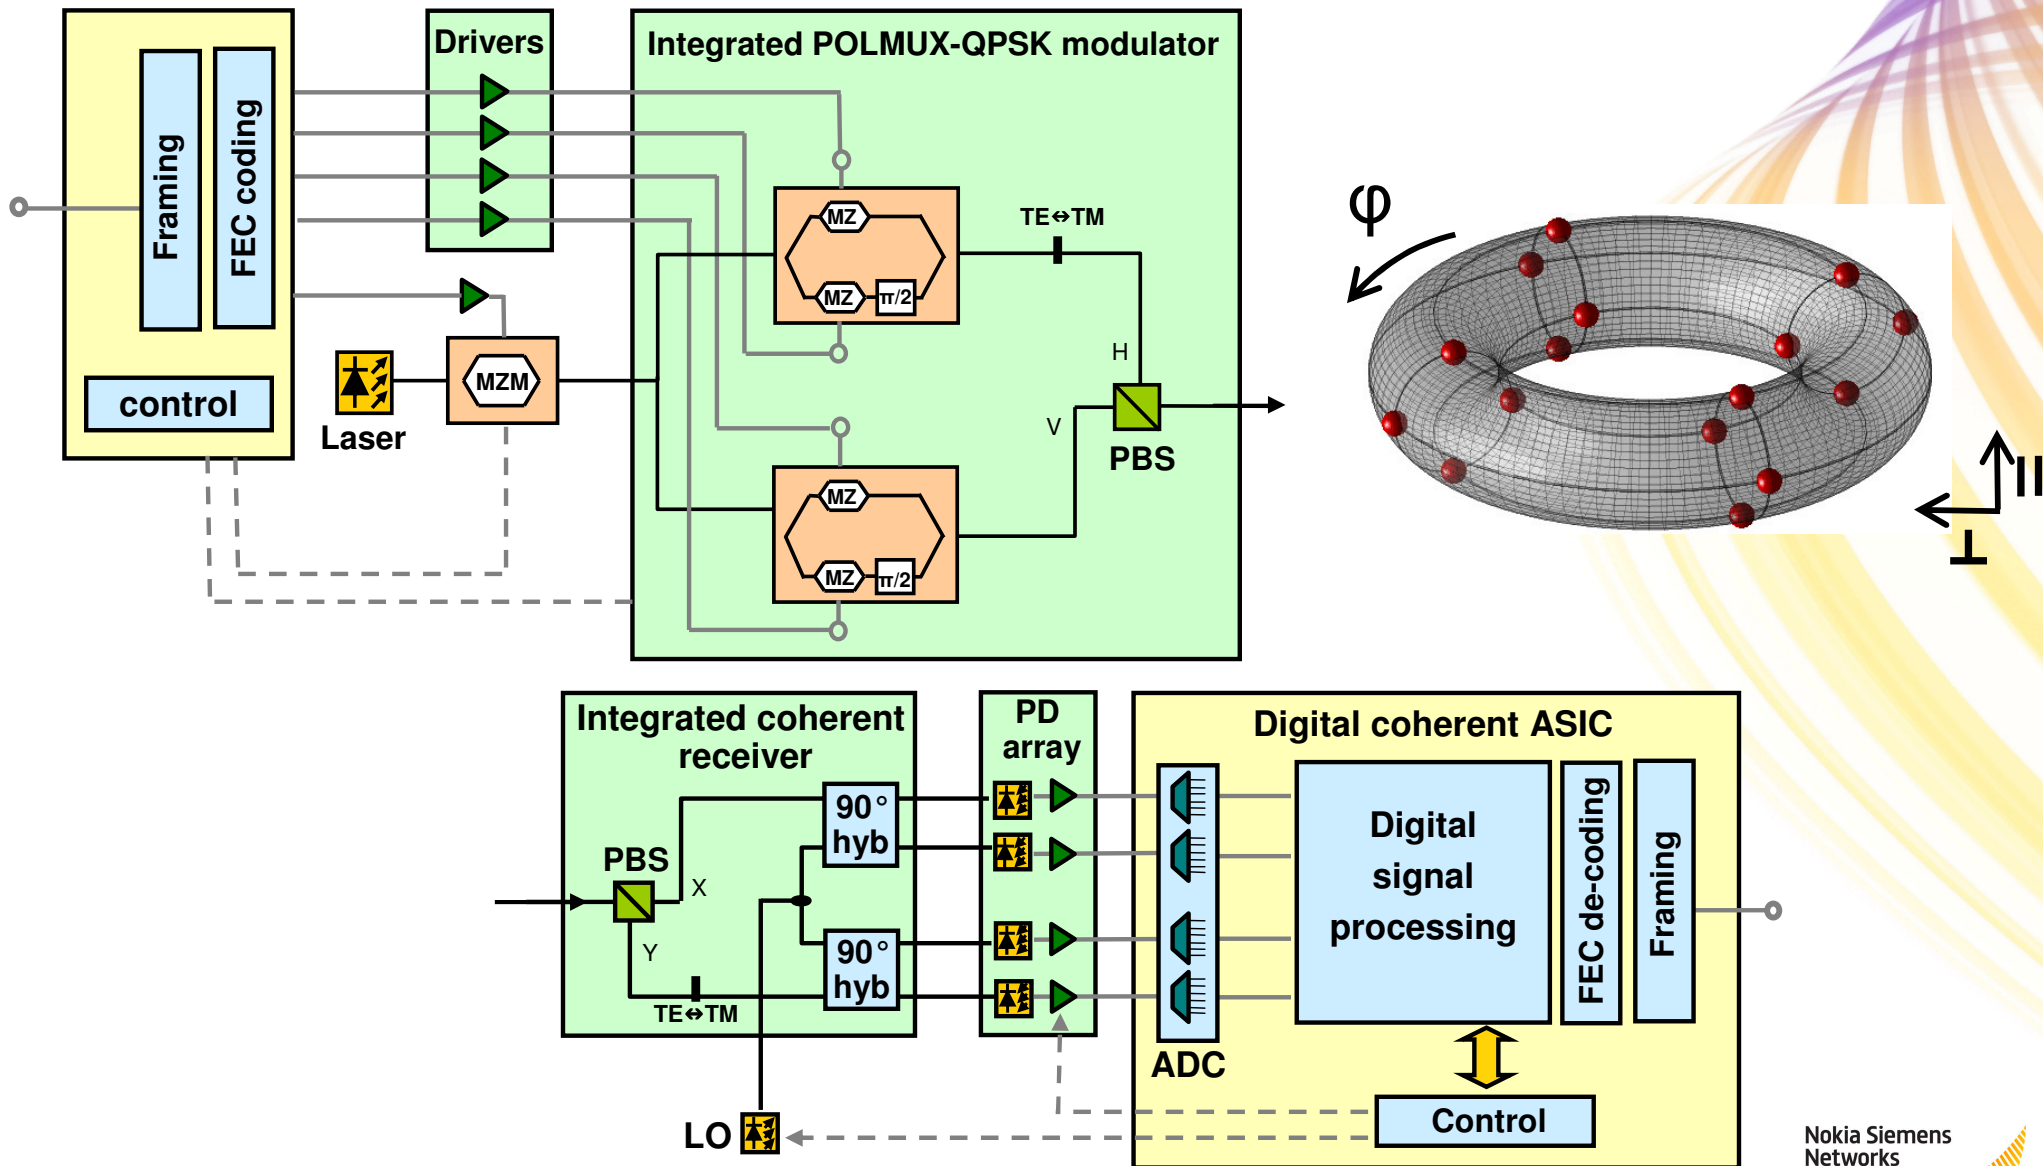 Drivers
Integrated POLMUX-QPSK modulator
Framing
FEC coding
control
Laser
MZM
MZ
MZ
π/2
TE⇔TM
H
V
PBS
MZ
MZ
π/2
φ
||
⊥
Integrated coherent
receiver
PBS
X
Y
TE⇔TM
90°
hyb
90°
hyb
LO
PD
array
Digital coherent ASIC
ADC
Digital
signal
processing
FEC de-coding
Framing
Control
Nokia Siemens
Networks